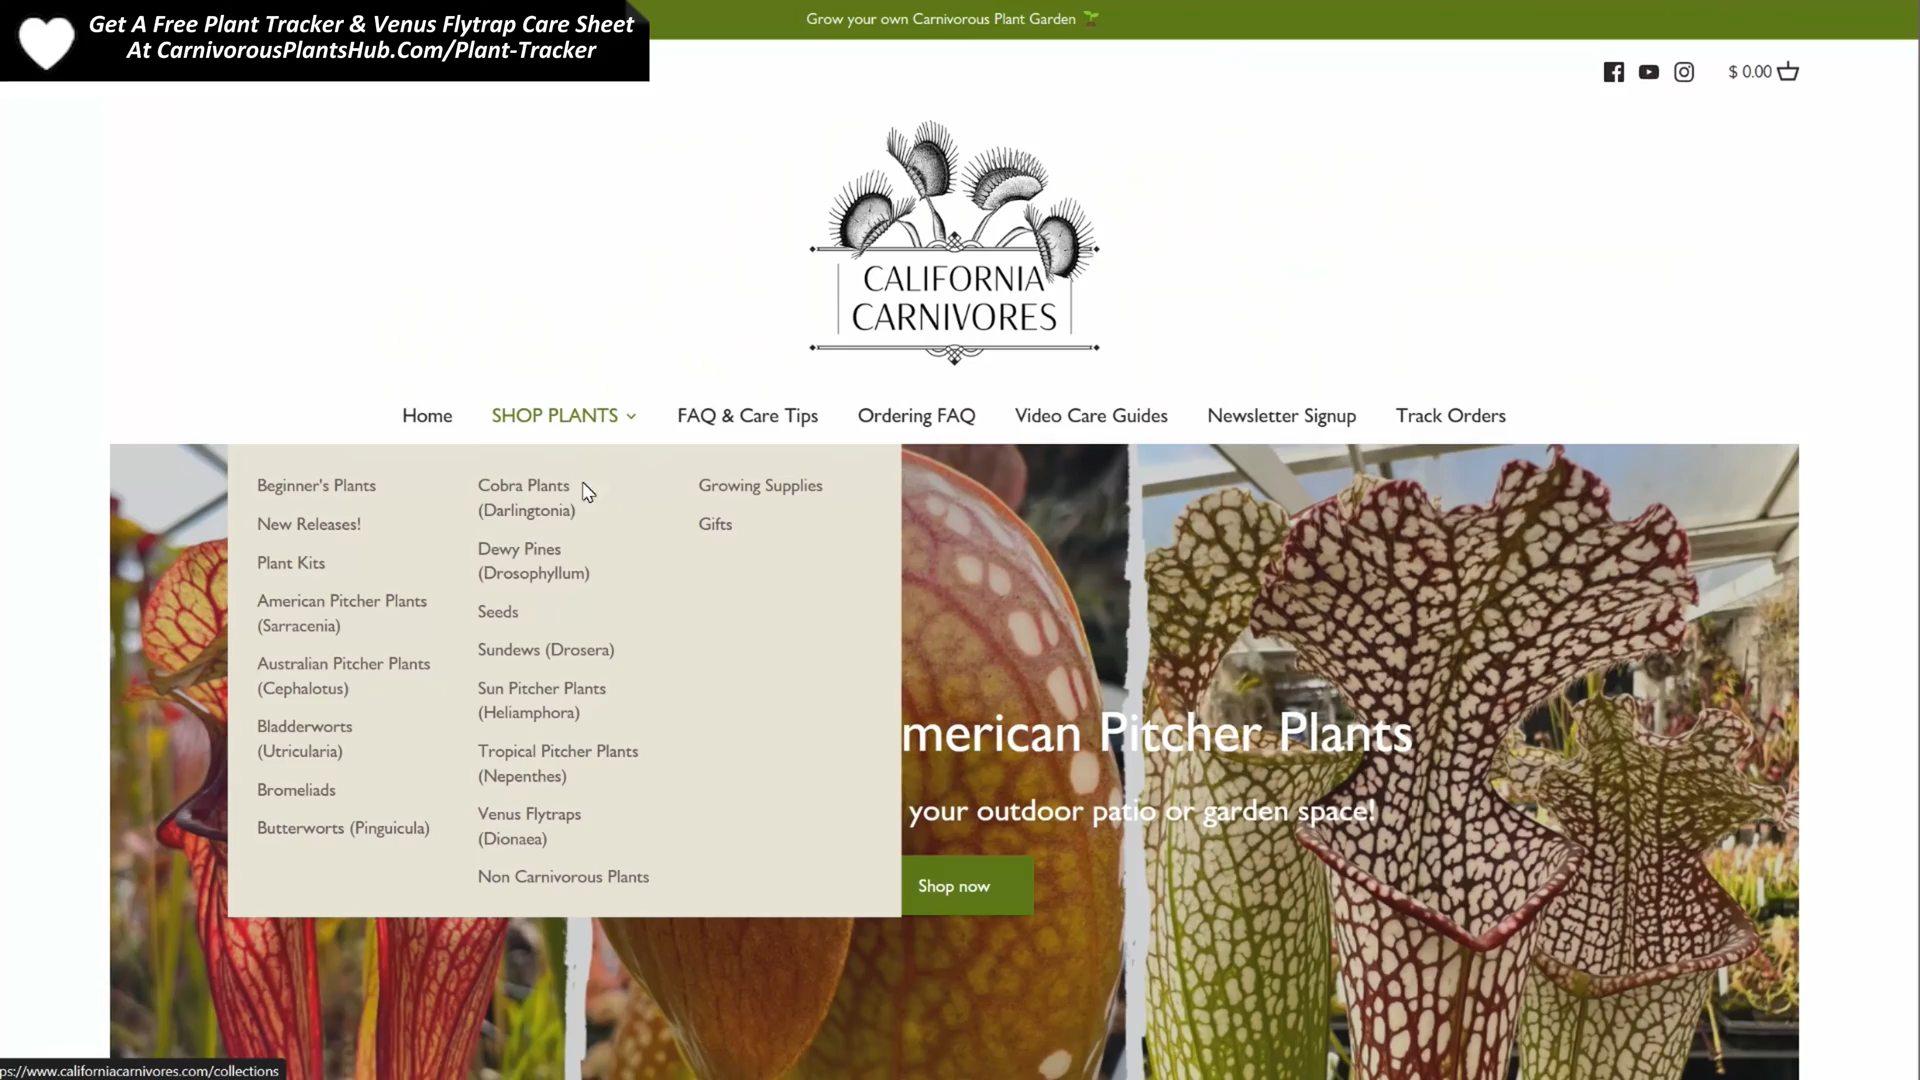 Get A Free Plant Tracker & Venus Flytrap Care Sheet
At CarnivorousPlantsHub.Com/Plant-Tracker
Grow your own Carnivorous Plant Garden
$ 0.00
CALIFORNIA
CARNIVORES
Home
SHOP PLANTS
FAQ & Care Tips
Ordering FAQ
Video Care Guides
Newsletter Signup
Track Orders
Beginner's Plants
New Releases!
Plant Kits
American Pitcher Plants
(Sarracenia)
Australian Pitcher Plants
(Cephalotus)
Bladderworts
(Utricularia)
Bromeliads
Butterworts (Pinguicula)
Cobra Plants
(Darlingtonia)
Dewy Pines
(Drosophyllum)
Seeds
Sundews (Drosera)
Sun Pitcher Plants
(Heliamphora)
Tropical Pitcher Plants
(Nepenthes)
Venus Flytraps
(Dionaea)
Non Carnivorous Plants
Growing Supplies
Gifts
merican Pitcher Plants
your outdoor patio or garden space!
Shop now
ps://www.californiacarnivores.com/collections